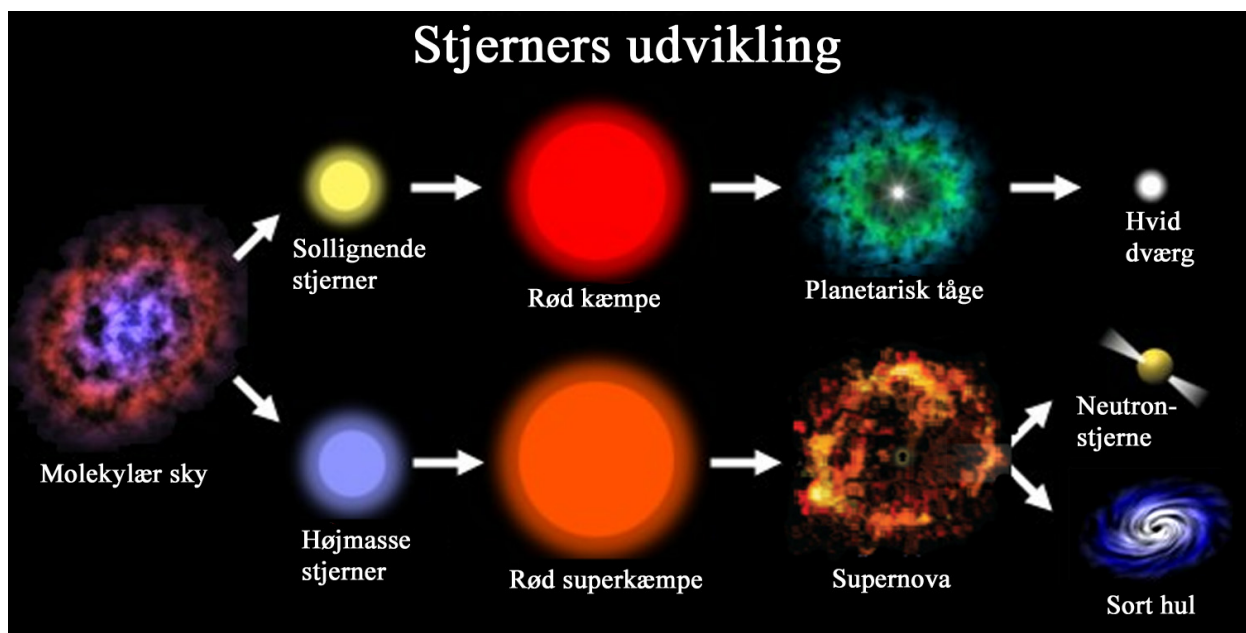 Stjerners udvikling
Sollignende
stjerner
Rød kæmpe
Planetarisk tåge
Hvid
dværg
Molekylær sky
Højmasse
stjerner
Rød superkæmpe
Supernova
Neutron-
stjerne
Sort hul